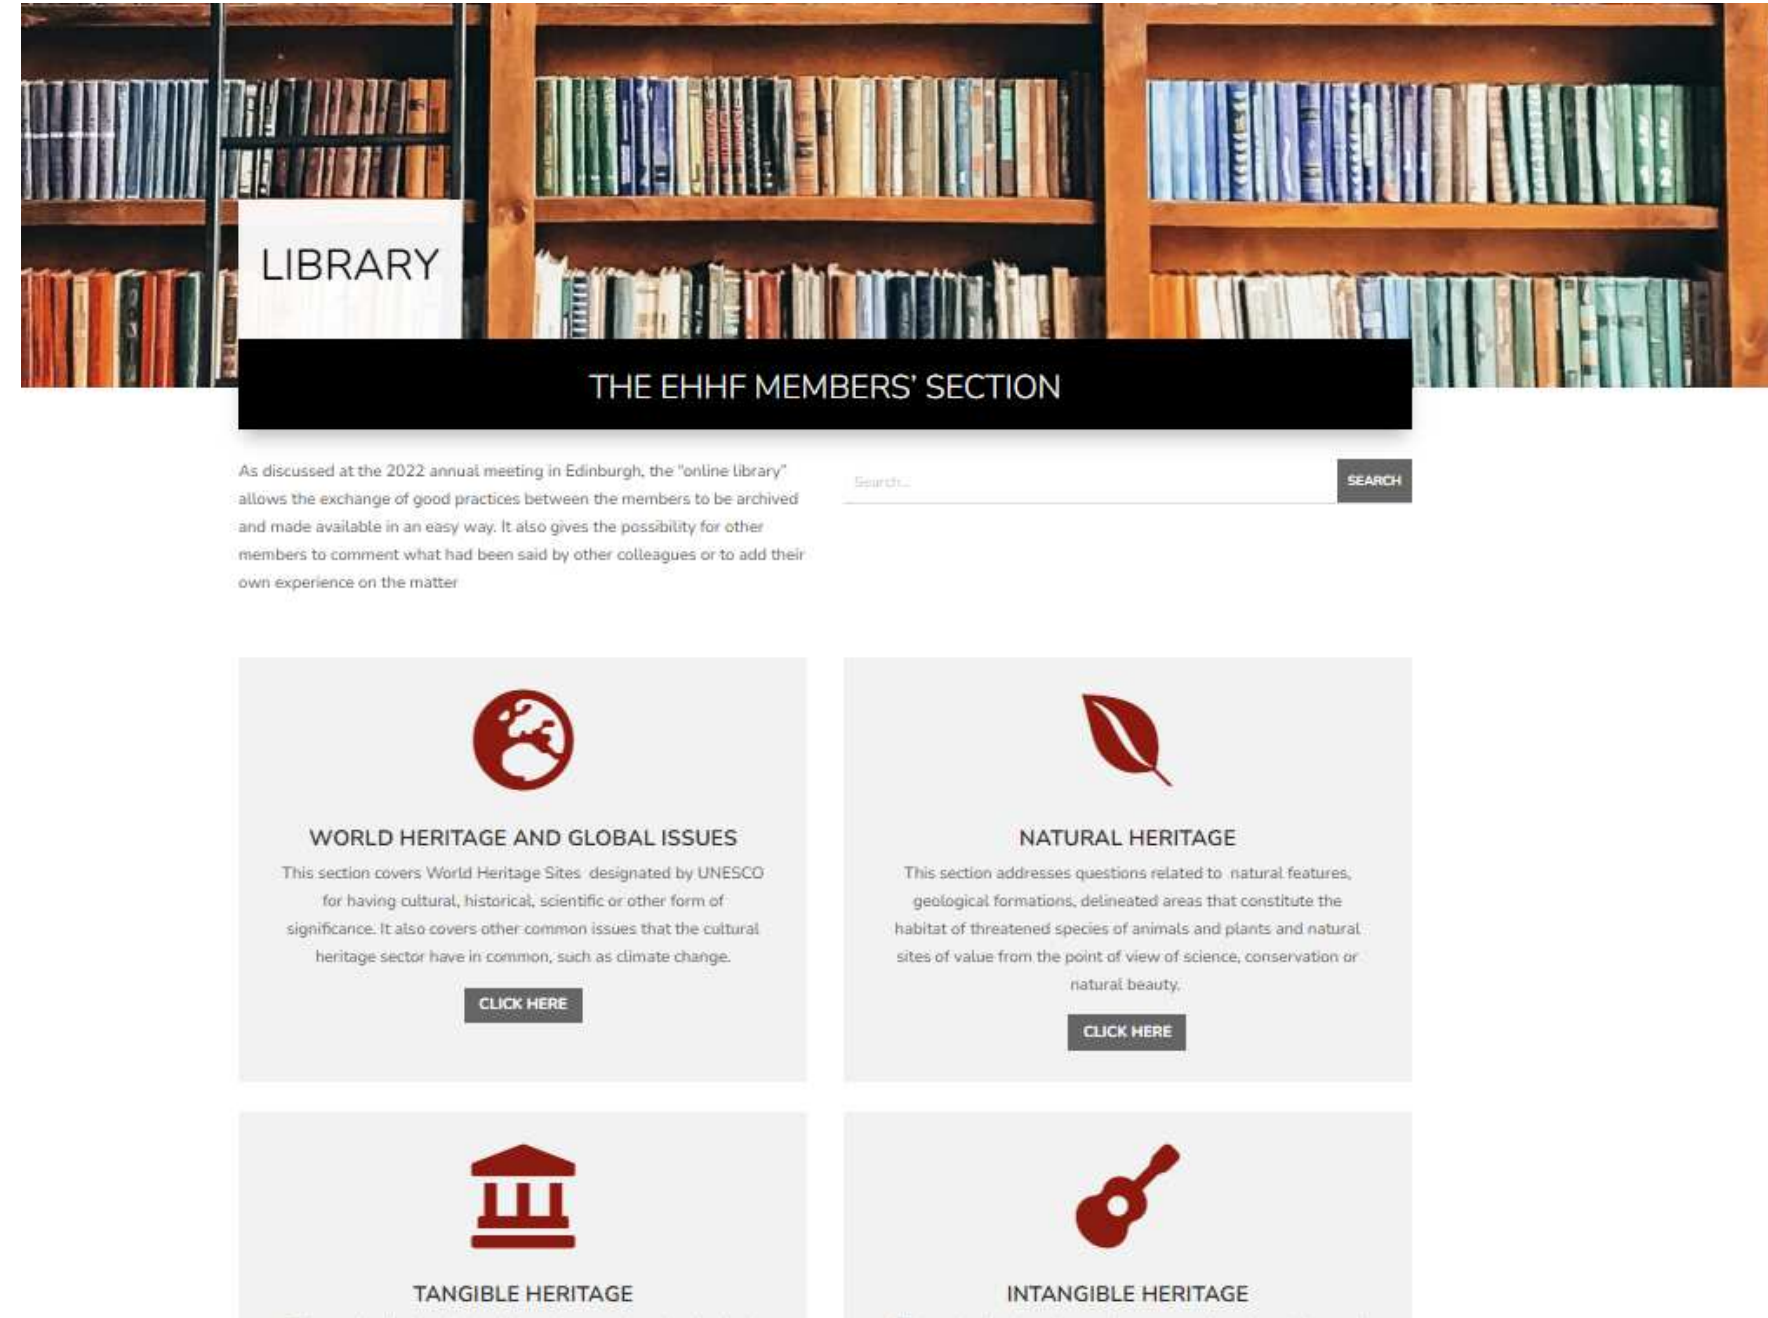 LIBRARY
THE EHHF MEMBERS' SECTION
As discussed at the 2022 annual meeting in Edinburgh, the "online library"
allows the exchange of good practices between the members to be archived
and made available in an easy way. It also gives the possibility for other
members to comment what had been said by other colleagues or to add their
own experience on the matter
Search...
SEARCH
WORLD HERITAGE AND GLOBAL ISSUES
This section covers World Heritage Sites designated by UNESCO
for having cultural, historical, scientific or other form of
significance. It also covers other common issues that the cultural
heritage sector have in common, such as climate change.
CLICK HERE
NATURAL HERITAGE
This section addresses questions related to natural features,
geological formations, delineated areas that constitute the
habitat of threatened species of animals and plants and natural
sites of value from the point of view of science, conservation or
natural beauty.
CLICK HERE
TANGIBLE HERITAGE
INTANGIBLE HERITAGE